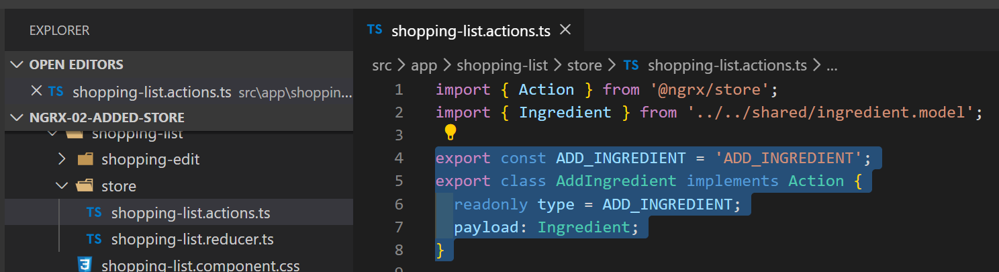 EXPLORER
OPEN EDITORS
TS shopping-list.actions.ts src\app\shoppin...
NGRX-02-ADDED-STORE
shopping-list
shopping-edit
store
TS shopping-list.actions.ts
TS shopping-list.reducer.ts
shopping-list.component.css
TS shopping-list.actions.ts
src > app > shopping-list > store > TS shopping-list.actions.ts > ...
1 import { Action } from '@ngrx/store';
2 import { Ingredient } from '../../shared/ingredient.model';
3
4 export const ADD_INGREDIENT = 'ADD_INGREDIENT';
5 export class AddIngredient implements Action {
6 readonly type = ADD_INGREDIENT;
7 payload: Ingredient;
8 }
9